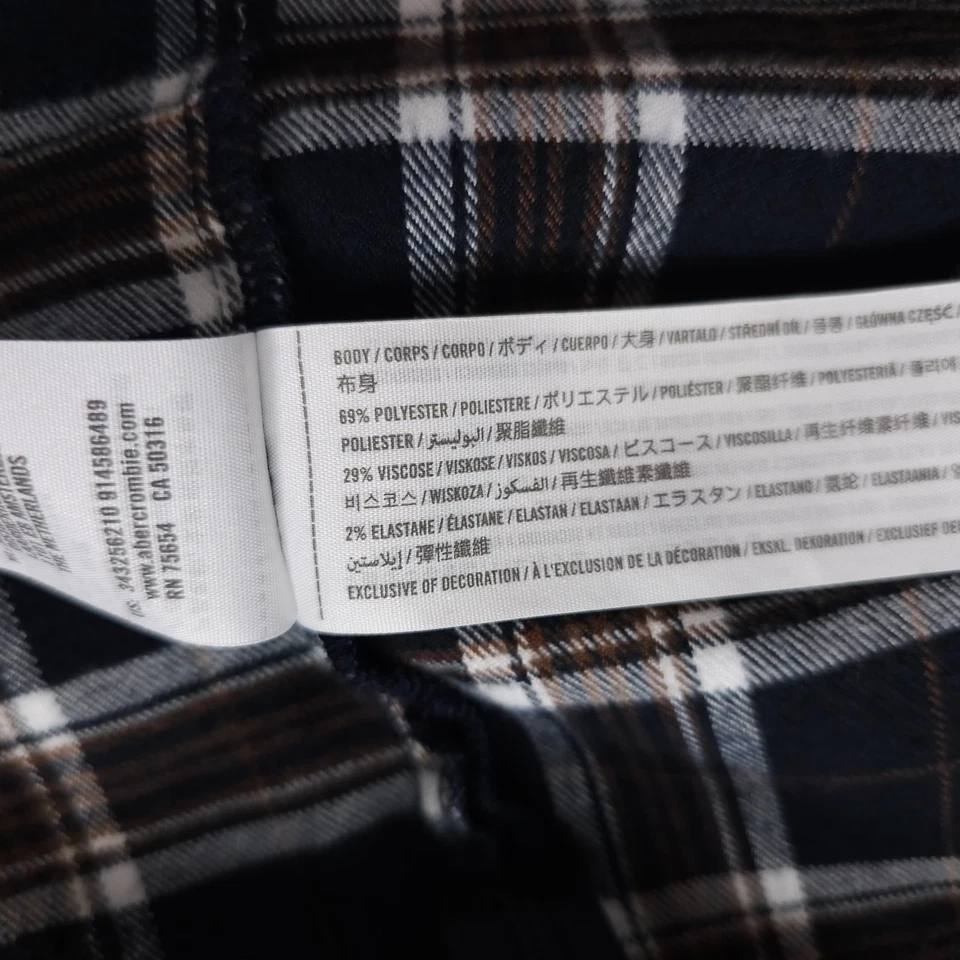 THE NETHERLANDS
343256210 914586489
www.abercrombie.com
RN 75654 CA 50316
BODY / CORPS / CORPO / ボディ / CUERPO / 大身 / VARTALO / STŘEDNÍ DÍL / 몸통 / GŁÓWNA CZĘŚĆ /
布身
69% POLYESTER / POLIESTERE / ポリエステル / POLIÉSTER / 聚酯纤维 / POLYESTERIÄ / 폴리에
POLIESTER / البوليستر / 聚脂纖維
29% VISCOSE / VISKOSE / VISKOS / VISCOSA / ビスコース / VISCOSILLA / 再生纤维素纤维 / VIS
비스코스 / WISKOZA / الفسكوز / 再生纖維素纖維
2% ELASTANE / ÉLASTANE / ELASTAN / ELASTAAN / エラスタン / ELASTANO / 氨纶 / ELASTAANIA /
إيلاستين / 彈性纖維
EXCLUSIVE OF DECORATION / À L'EXCLUSION DE LA DÉCORATION / EKSKL. DEKORATION / EXCLUSIEF DE